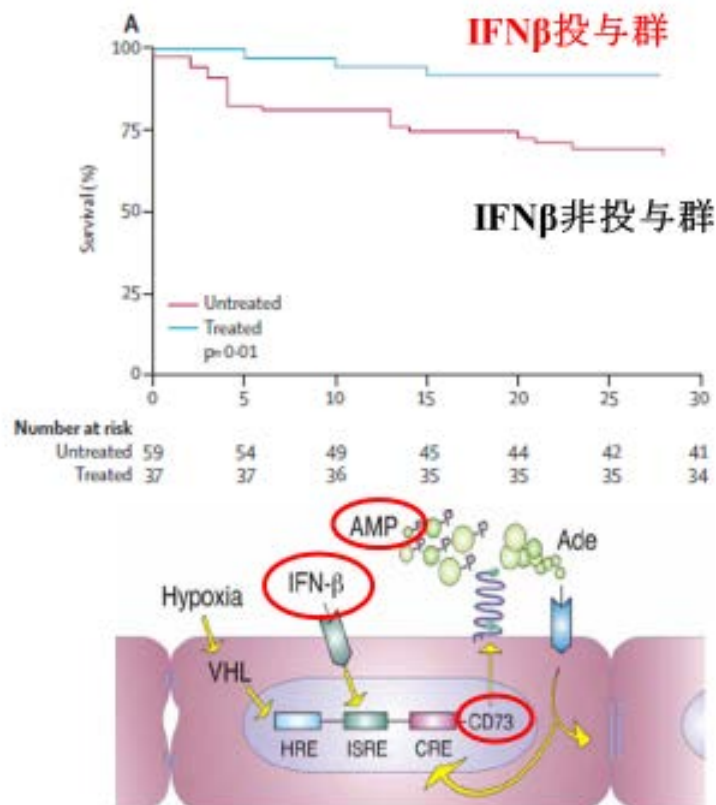 A
IFNβ投与群
100
75
50
25
0
Survival (%)
IFNβ非投与群
Untreated
Treated
p=0·01
0 5 10 15 20 25 30
Number at risk
Untreated 59 54 49 45 44 42 41
Treated 37 37 36 35 35 35 34
AMP
Ade
IFN-β
Hypoxia
VHL
CD73
HRE ISRE CRE